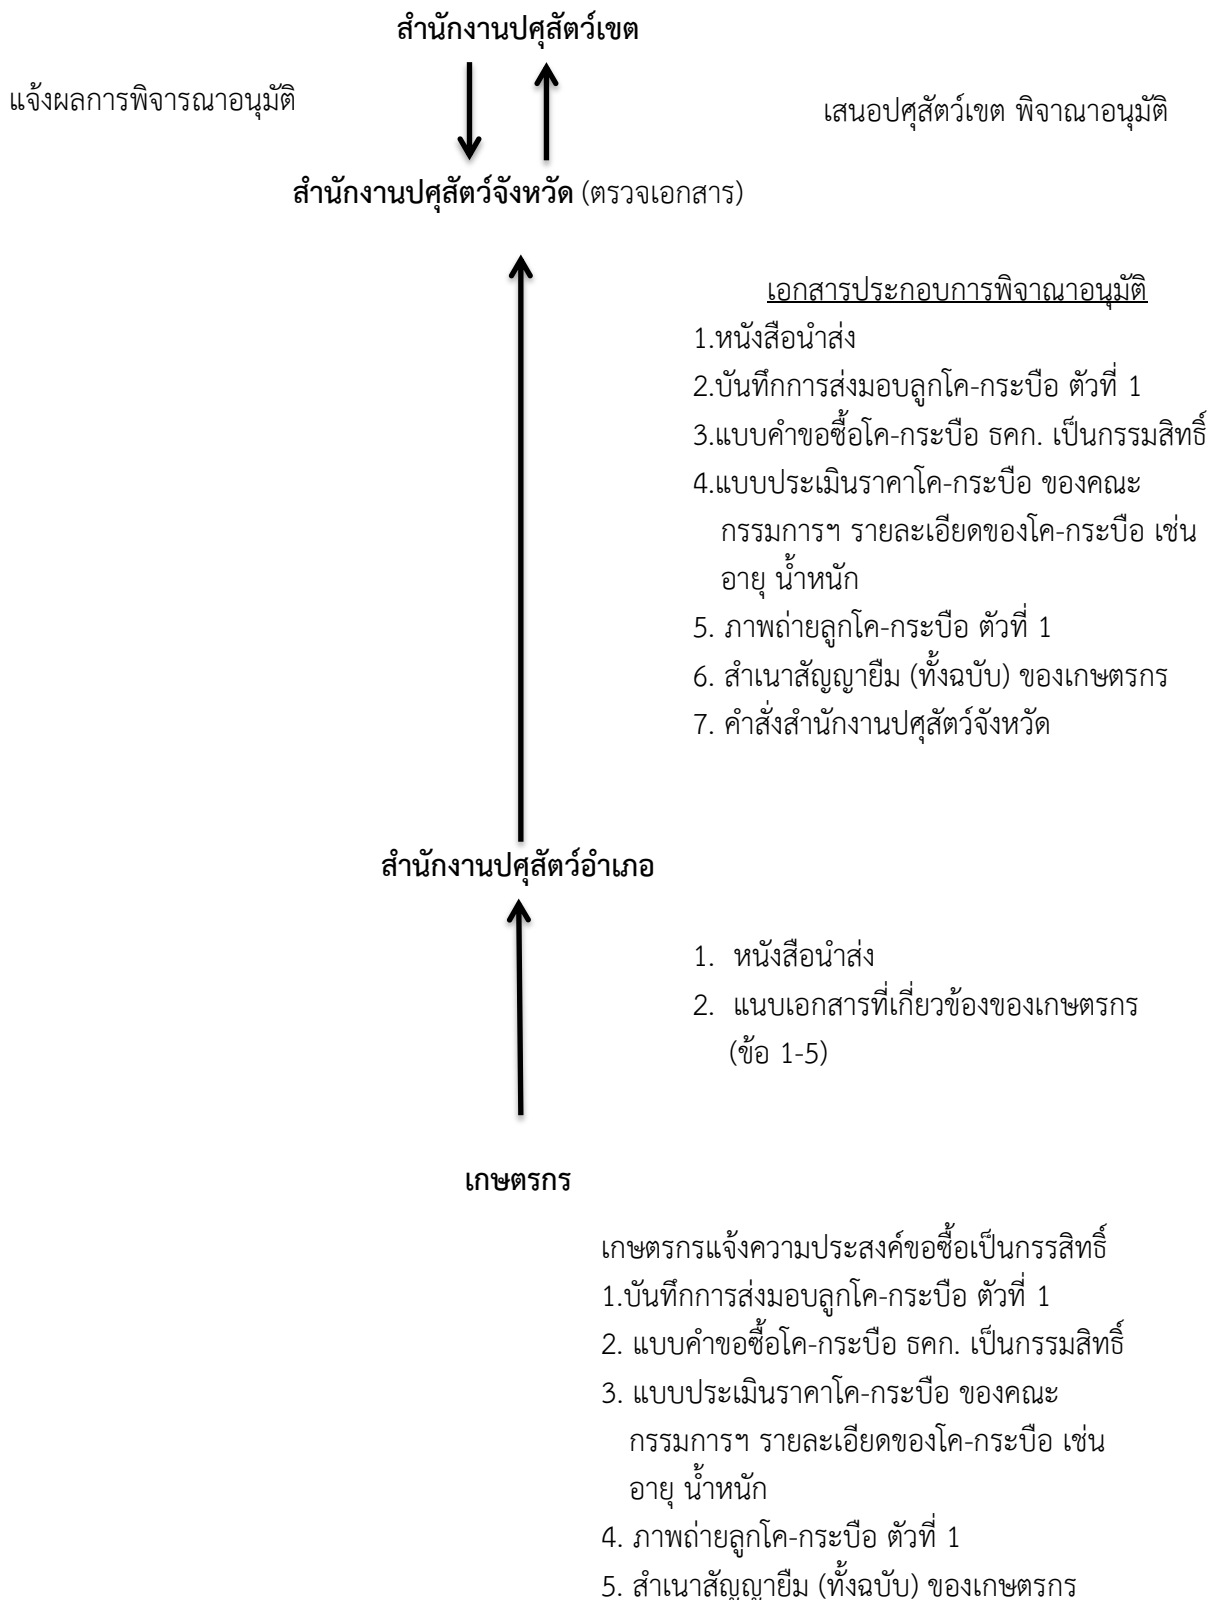 สำนักงานปศุสัตว์เขต
แจ้งผลการพิจารณาอนุมัติ
เสนอปศุสัตว์เขต พิจาณาอนุมัติ
สำนักงานปศุสัตว์จังหวัด (ตรวจเอกสาร)
เอกสารประกอบการพิจาณาอนุมัติ
1.หนังสือนำส่ง
2.บันทึกการส่งมอบลูกโค-กระบือ ตัวที่ 1
3.แบบคำขอซื้อโค-กระบือ ธคก. เป็นกรรมสิทธิ์
4.แบบประเมินราคาโค-กระบือ ของคณะ
กรรมการฯ รายละเอียดของโค-กระบือ เช่น
อายุ น้ำหนัก
5. ภาพถ่ายลูกโค-กระบือ ตัวที่ 1
6. สำเนาสัญญายืม (ทั้งฉบับ) ของเกษตรกร
7. คำสั่งสำนักงานปศุสัตว์จังหวัด
สำนักงานปศุสัตว์อำเภอ
1. หนังสือนำส่ง
2. แนบเอกสารที่เกี่ยวข้องของเกษตรกร
(ข้อ 1-5)
เกษตรกร
เกษตรกรแจ้งความประสงค์ขอซื้อเป็นกรรสิทธิ์
1.บันทึกการส่งมอบลูกโค-กระบือ ตัวที่ 1
2. แบบคำขอซื้อโค-กระบือ ธคก. เป็นกรรมสิทธิ์
3. แบบประเมินราคาโค-กระบือ ของคณะ
กรรมการฯ รายละเอียดของโค-กระบือ เช่น
อายุ น้ำหนัก
4. ภาพถ่ายลูกโค-กระบือ ตัวที่ 1
5. สำเนาสัญญายืม (ทั้งฉบับ) ของเกษตรกร